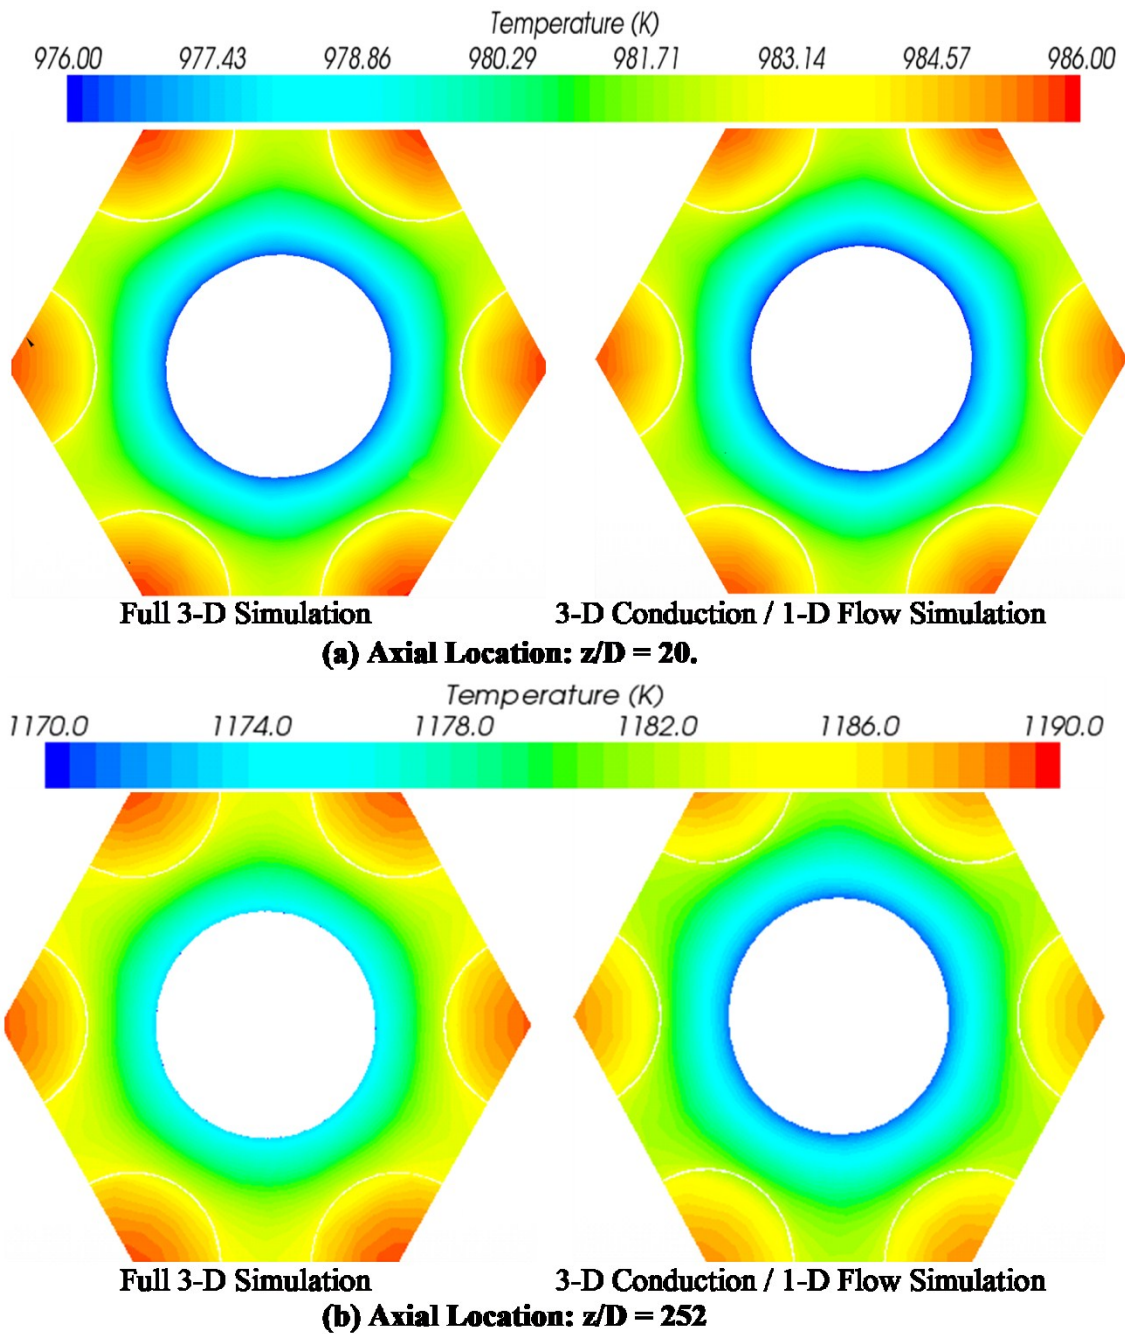 Temperature (K)
976.00 977.43 978.86 980.29 981.71 983.14 984.57 986.00
Full 3-D Simulation 3-D Conduction / 1-D Flow Simulation
(a) Axial Location: z/D = 20.
Temperature (K)
1170.0 1174.0 1178.0 1182.0 1186.0 1190.0
Full 3-D Simulation 3-D Conduction / 1-D Flow Simulation
(b) Axial Location: z/D = 252